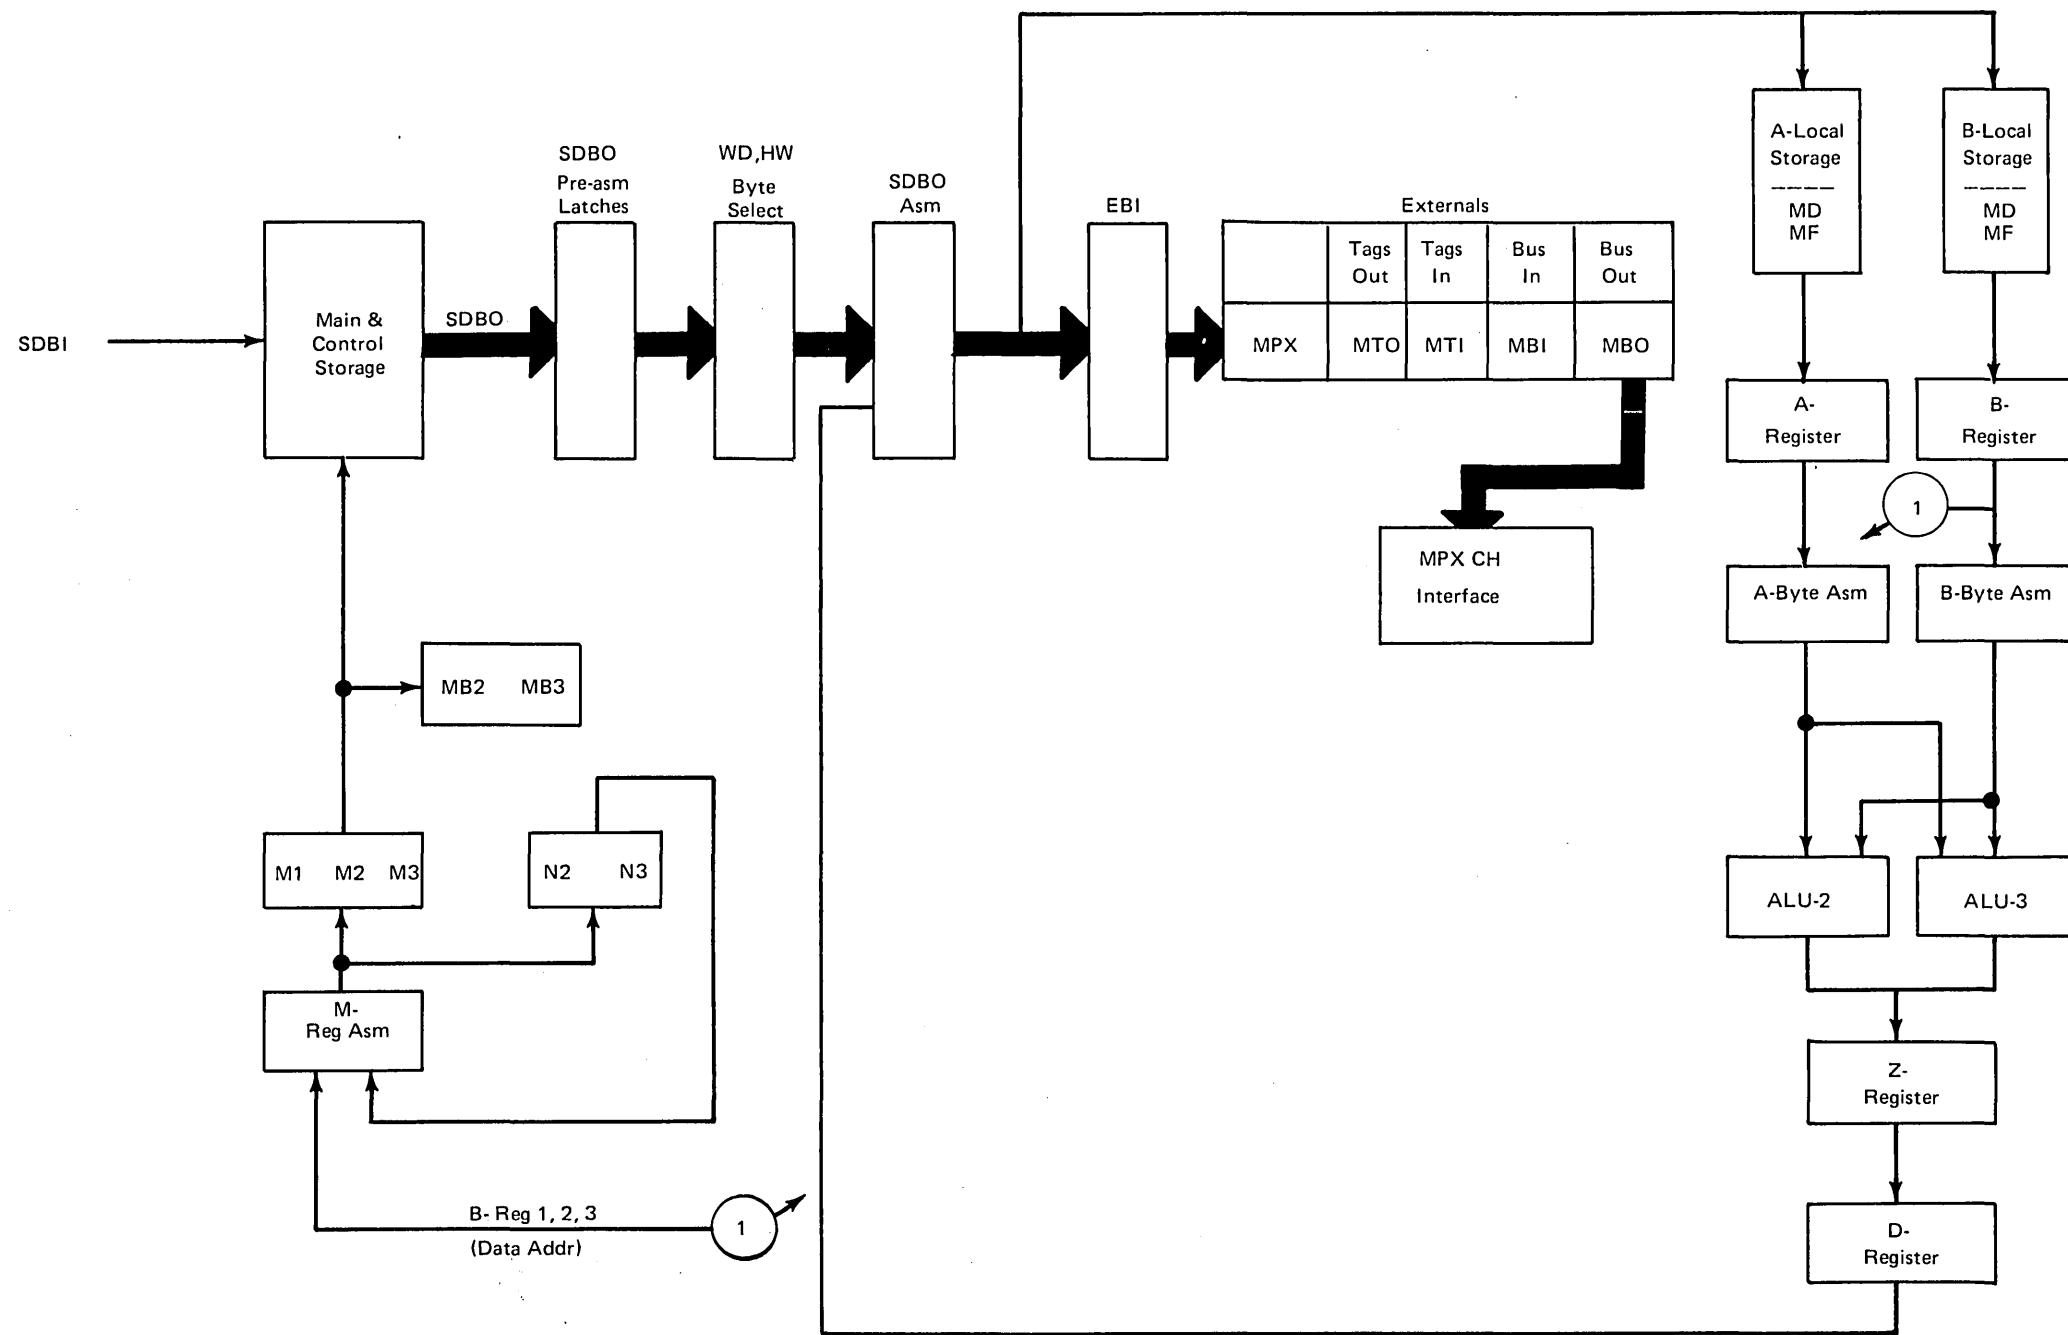 A-Local
Storage
MD
MF
B-Local
Storage
MD
MF
SDBO
Pre-asm
Latches
WD,HW
Byte
Select
SDBO
Asm
EBI
Externals
Tags
Out
Tags
In
Bus
In
Bus
Out
MPX
MTO
MTI
MBI
MBO
SDBI
Main &
Control
Storage
SDBO
A-
Register
B-
Register
1
MPX CH
Interface
A-Byte Asm
B-Byte Asm
MB2 MB3
M1 M2 M3
N2 N3
ALU-2
ALU-3
M-
Reg Asm
Z-
Register
B- Reg 1, 2, 3
(Data Addr)
1
D-
Register